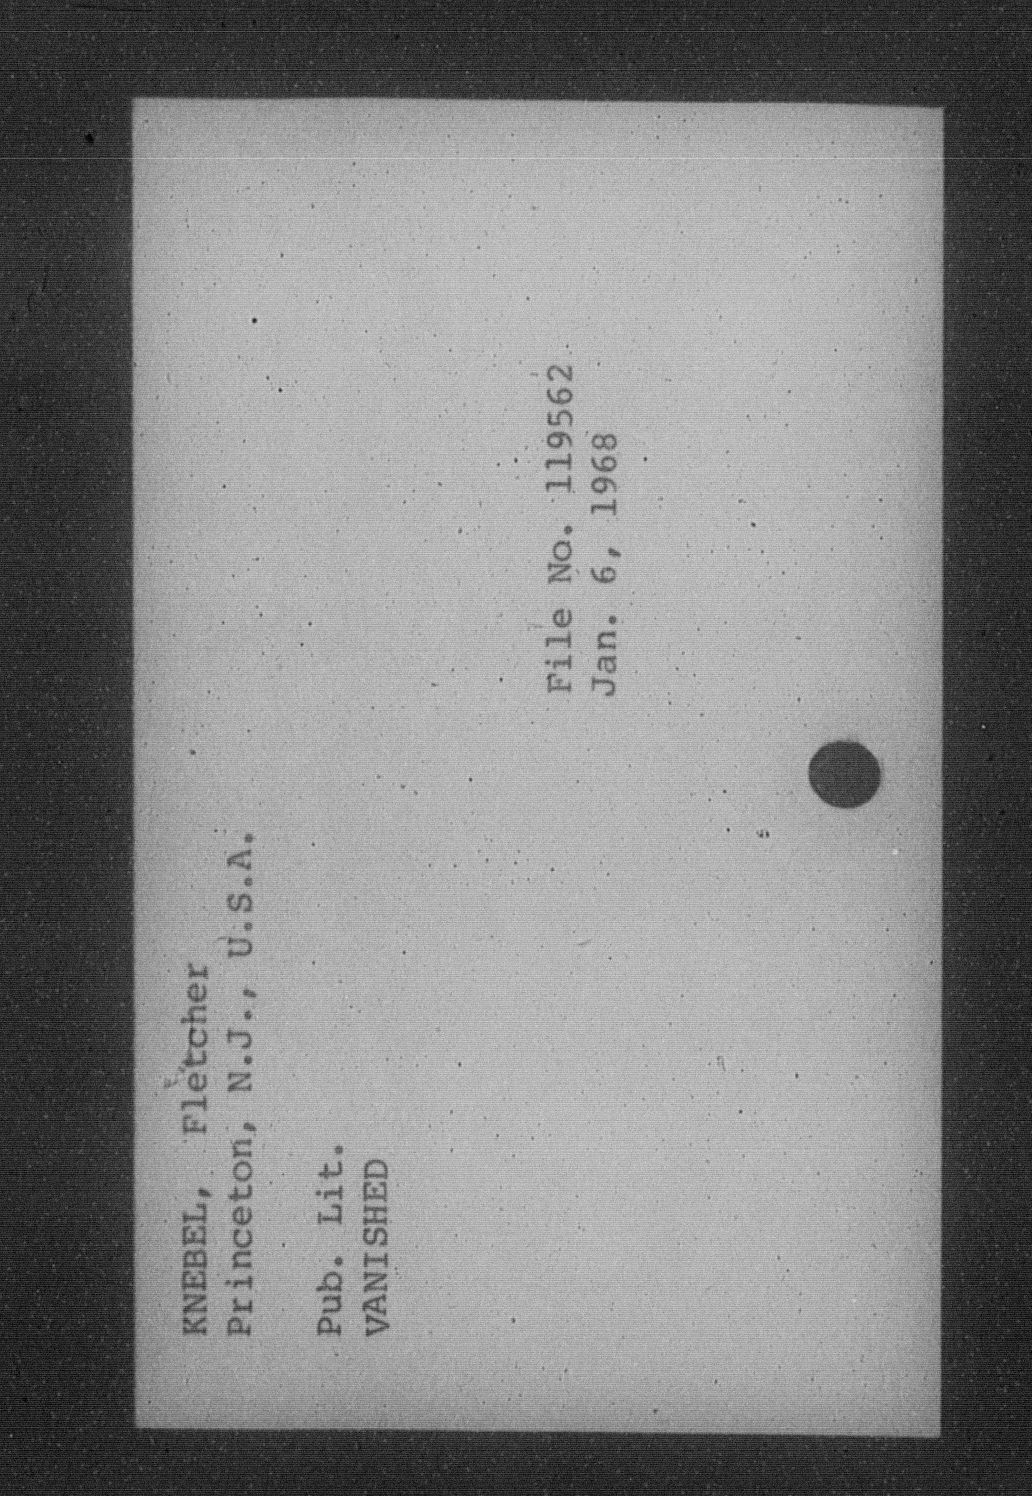 KNEBEL, Fletcher
Princeton, N.J., U.S.A.
Pub. Lit.
VANISHED
File No. 119562
Jan. 6, 1968